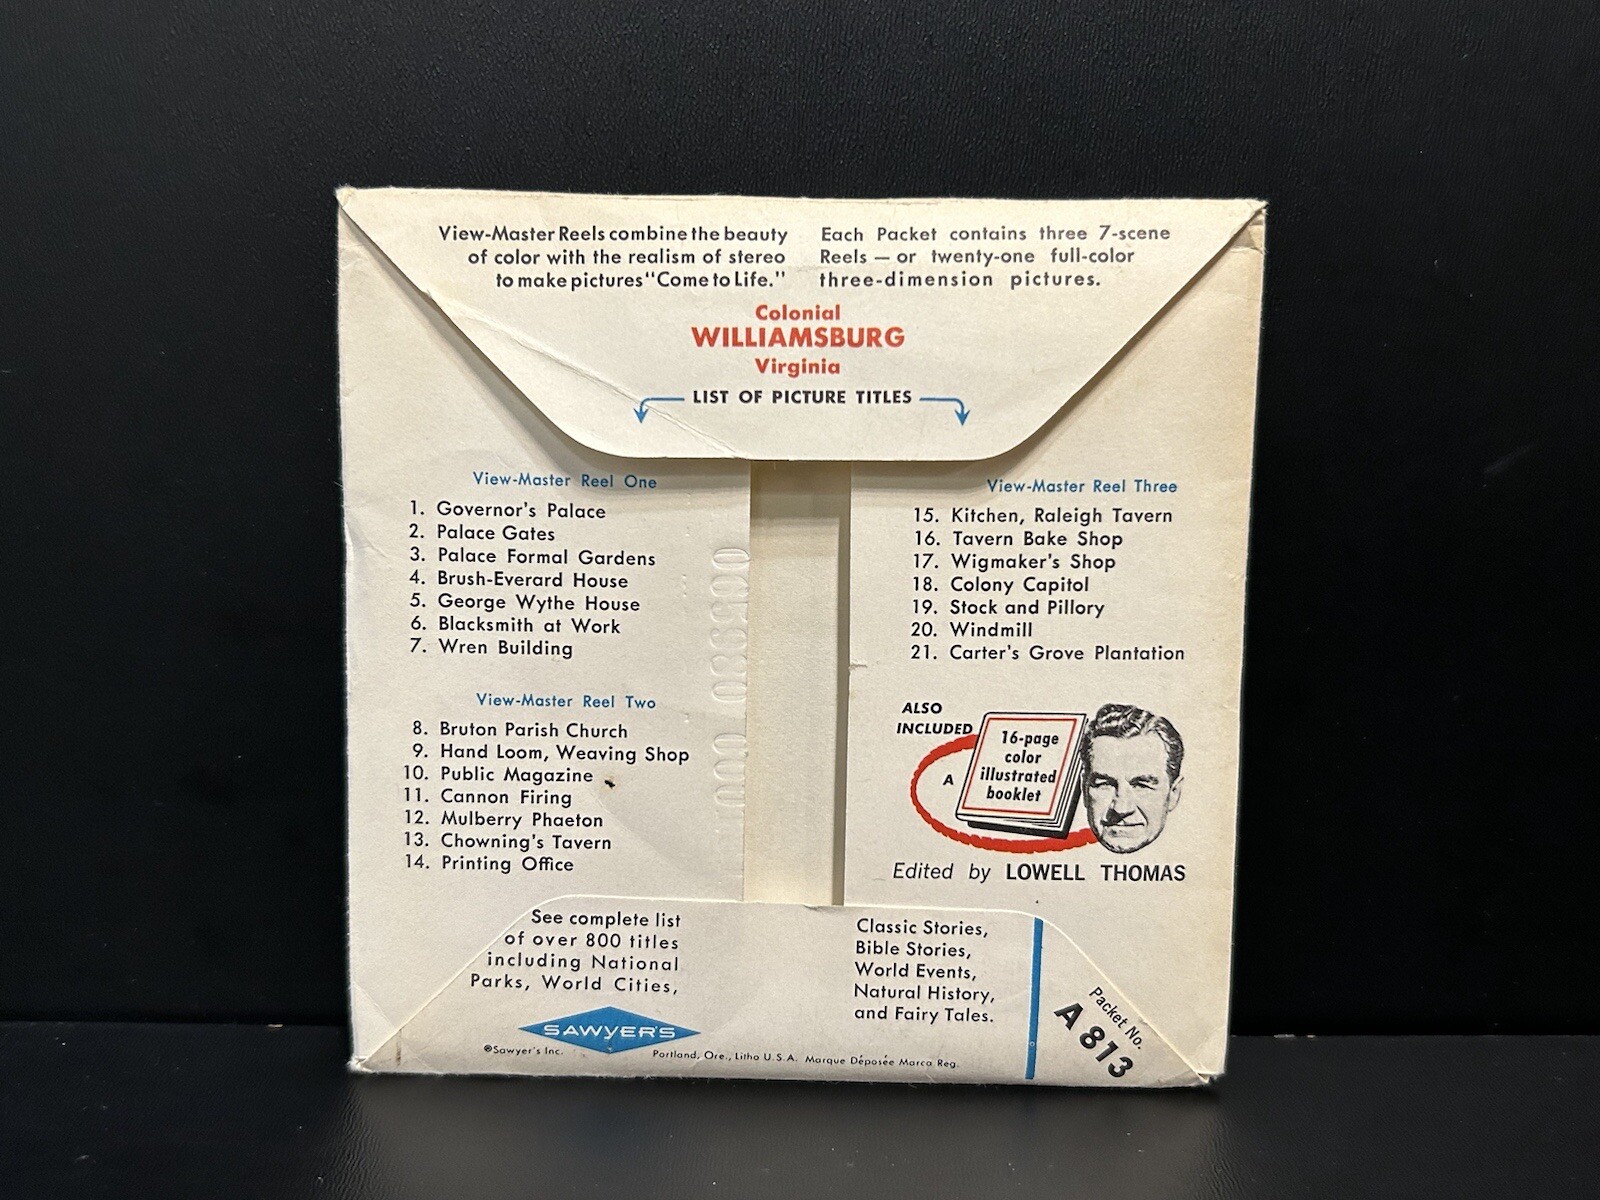 View-Master Reels combine the beauty
of color with the realism of stereo
to make pictures "Come to Life."
Each Packet contains three 7-scene
Reels — or twenty-one full-color
three-dimension pictures.
Colonial
WILLIAMSBURG
Virginia
LIST OF PICTURE TITLES
View-Master Reel One
1. Governor's Palace
2. Palace Gates
3. Palace Formal Gardens
4. Brush-Everard House
5. George Wythe House
6. Blacksmith at Work
7. Wren Building
View-Master Reel Two
8. Bruton Parish Church
9. Hand Loom, Weaving Shop
10. Public Magazine
11. Cannon Firing
12. Mulberry Phaeton
13. Chowning's Tavern
14. Printing Office
View-Master Reel Three
15. Kitchen, Raleigh Tavern
16. Tavern Bake Shop
17. Wigmaker's Shop
18. Colony Capitol
19. Stock and Pillory
20. Windmill
21. Carter's Grove Plantation
ALSO
INCLUDED
A
16-page
color
illustrated
booklet
Edited by LOWELL THOMAS
See complete list
of over 800 titles
including National
Parks, World Cities,
Classic Stories,
Bible Stories,
World Events,
Natural History,
and Fairy Tales.
SAWYER'S
®Sawyer's Inc. Portland, Ore., Litho U.S.A. Marque Déposée Marca Reg.
Packet No.
A 813